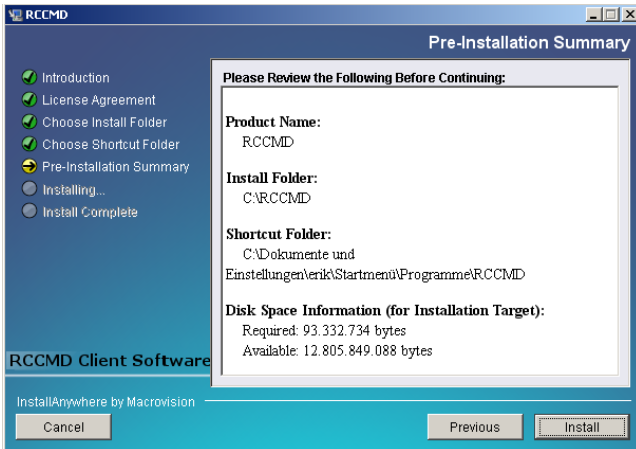 RCCMD
Pre-Installation Summary
Introduction
License Agreement
Choose Install Folder
Choose Shortcut Folder
Pre-Installation Summary
Installing...
Install Complete
RCCMD Client Software
Please Review the Following Before Continuing:
Product Name:
RCCMD
Install Folder:
C:\RCCMD
Shortcut Folder:
C:\Dokumente und
Einstellungen\erik\Startmenü\Programme\RCCMD
Disk Space Information (for Installation Target):
Required: 93.332.734 bytes
Available: 12.805.849.088 bytes
InstallAnywhere by Macrovision
Cancel
Previous
Install